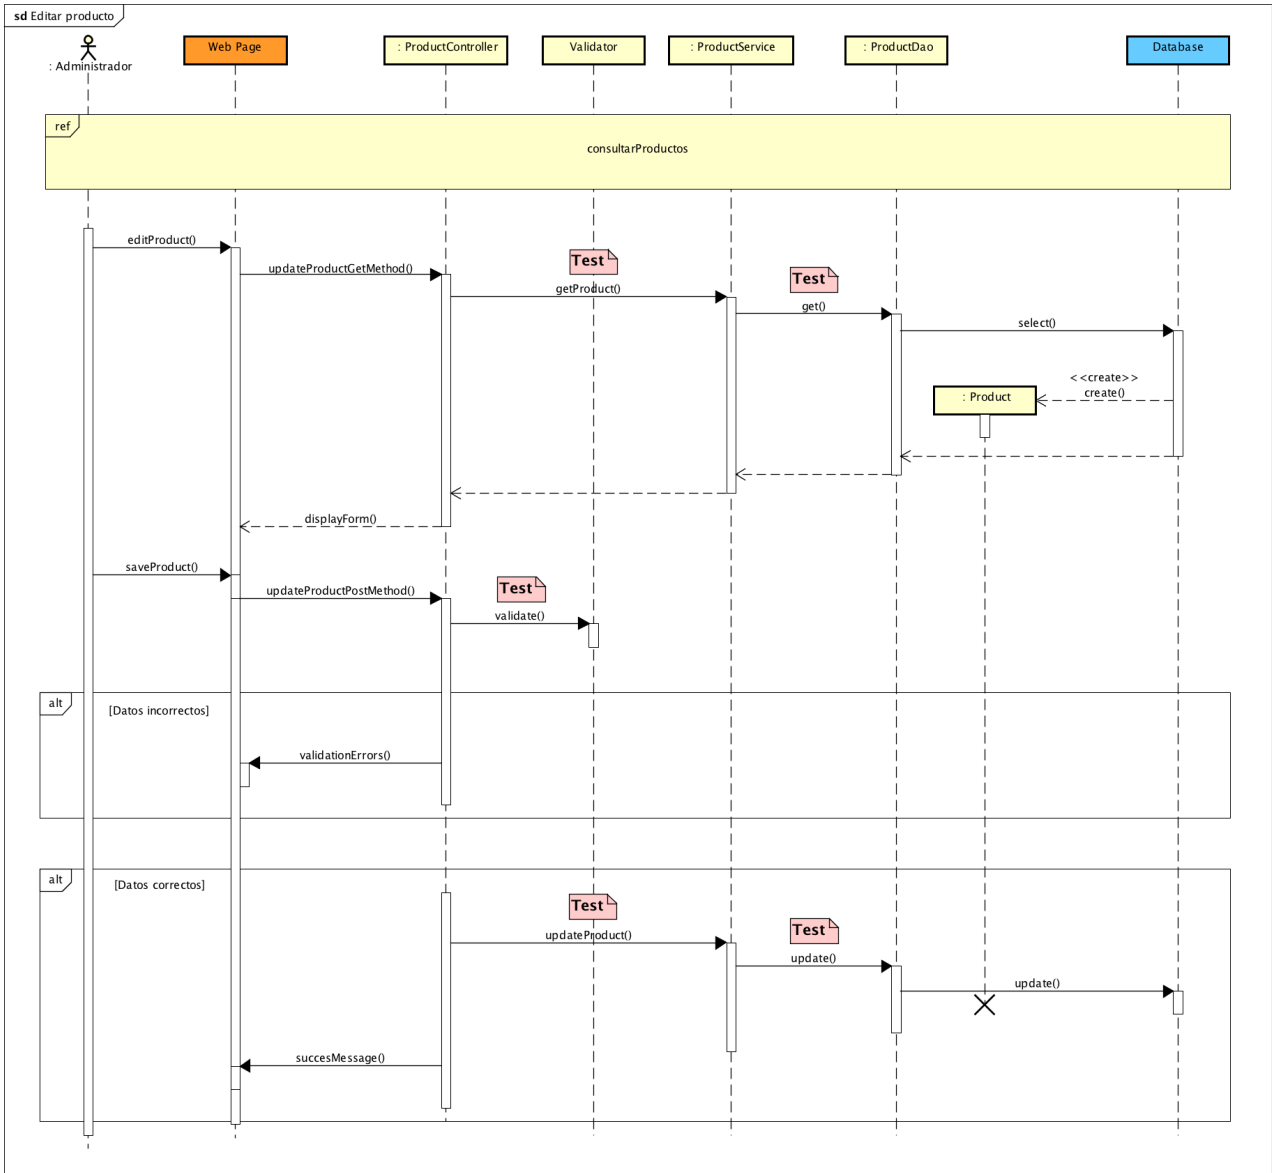 sd Editar producto
: Administrador
Web Page
: ProductController
Validator
: ProductService
: ProductDao
Database
ref
consultarProductos
editProduct()
updateProductGetMethod()
Test
getProduct()
Test
get()
select()
<<create>>
create()
: Product
displayForm()
saveProduct()
updateProductPostMethod()
Test
validate()
alt
[Datos incorrectos]
validationErrors()
alt
[Datos correctos]
Test
updateProduct()
Test
update()
update()
succesMessage()